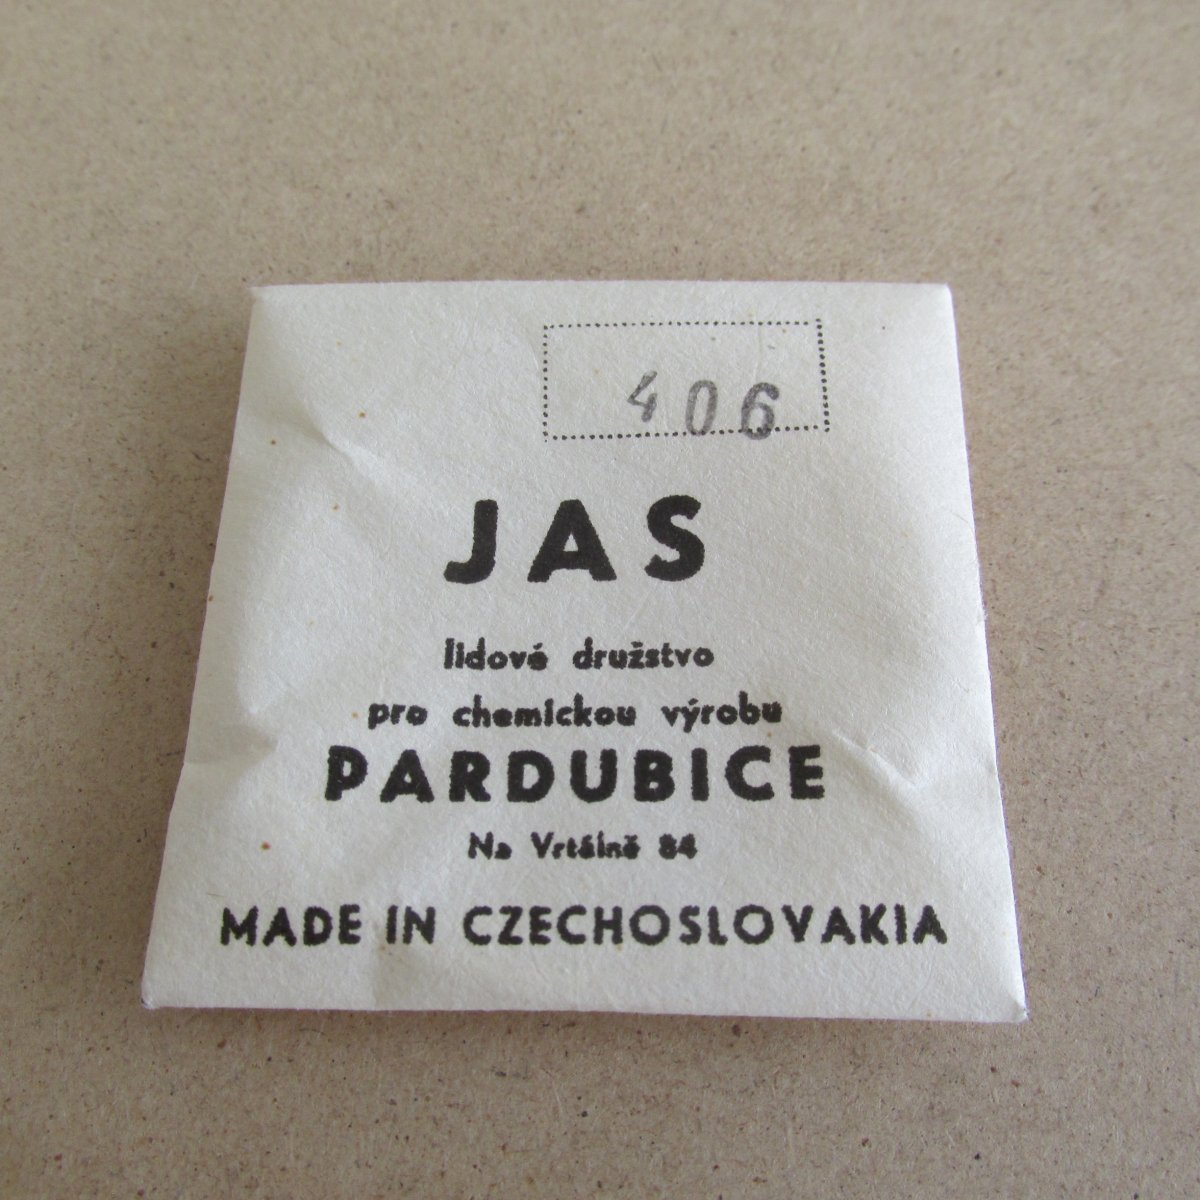 406
JAS
lidové družstvo
pro chemickou výrobu
PARDUBICE
Na Vrtálně 84
MADE IN CZECHOSLOVAKIA